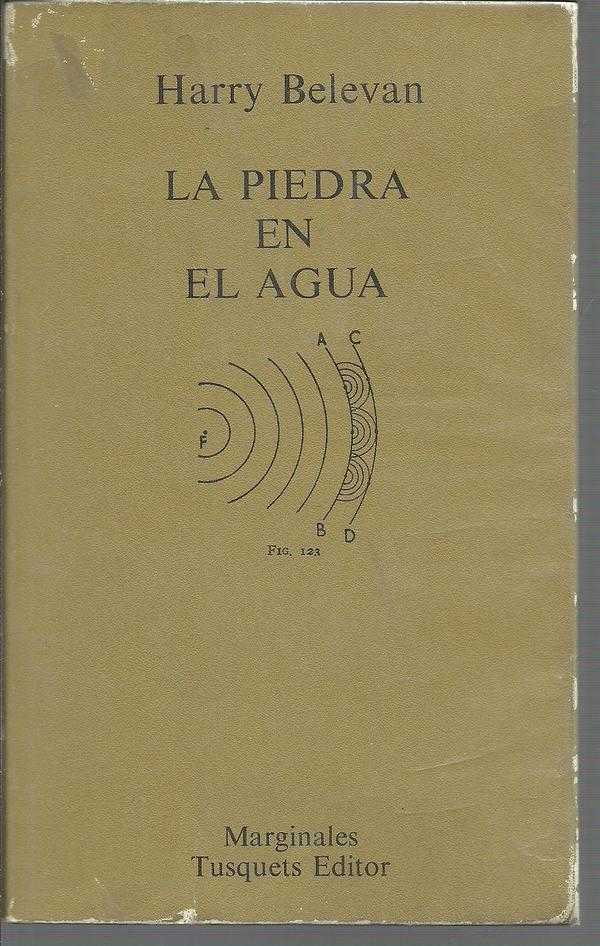 Harry Belevan
LA PIEDRA
EN
EL AGUA
A C
F
B D
FIG. 123
Marginales
Tusquets Editor